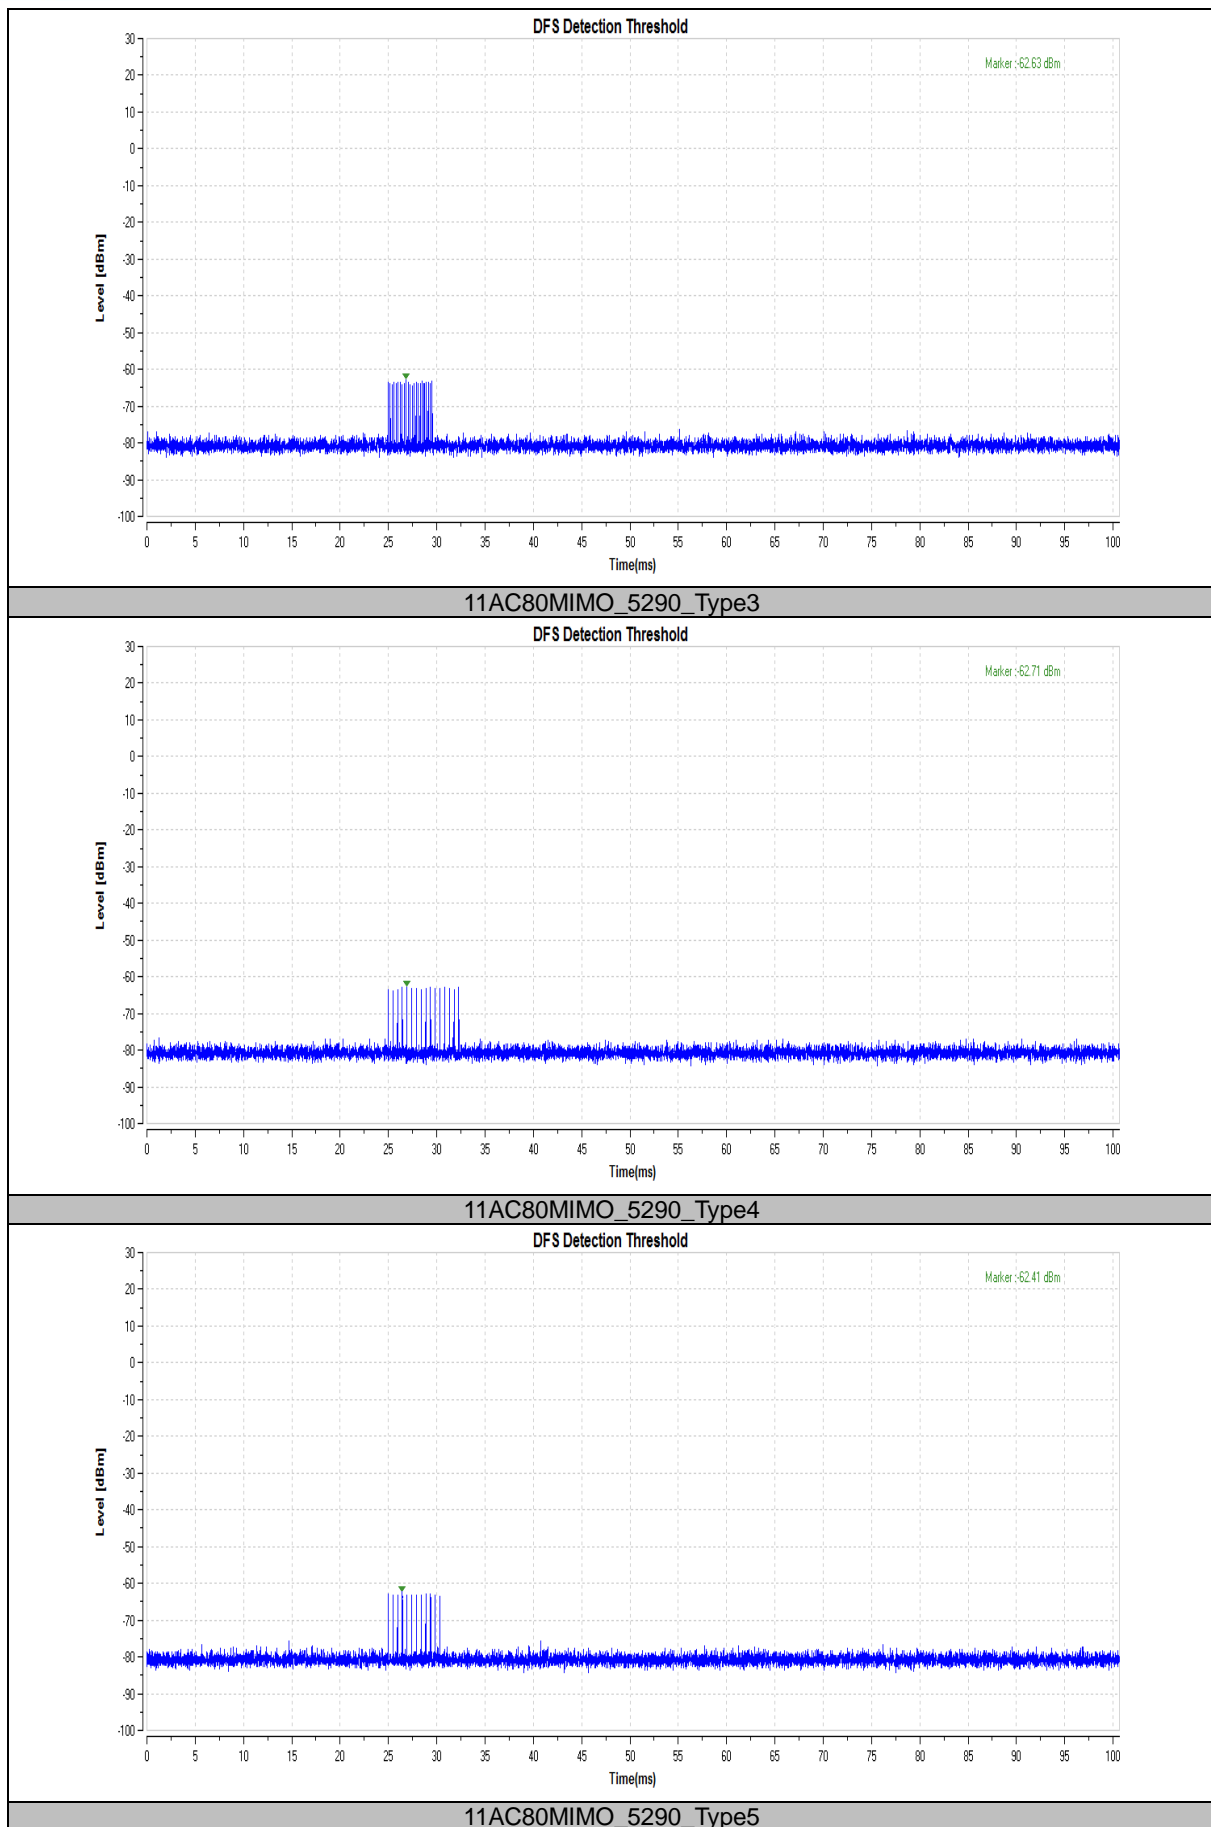 DFS Detection Threshold
Marker :-62.63 dBm
30
20
10
0
-10
-20
-30
-40
-50
-60
-70
-80
-90
-100
Level [dBm]
0 5 10 15 20 25 30 35 40 45 50 55 60 65 70 75 80 85 90 95 100
Time(ms)
11AC80MIMO_5290_Type3
DFS Detection Threshold
Marker :-62.71 dBm
30
20
10
0
-10
-20
-30
-40
-50
-60
-70
-80
-90
-100
Level [dBm]
0 5 10 15 20 25 30 35 40 45 50 55 60 65 70 75 80 85 90 95 100
Time(ms)
11AC80MIMO_5290_Type4
DFS Detection Threshold
Marker :-62.41 dBm
30
20
10
0
-10
-20
-30
-40
-50
-60
-70
-80
-90
-100
Level [dBm]
0 5 10 15 20 25 30 35 40 45 50 55 60 65 70 75 80 85 90 95 100
Time(ms)
11AC80MIMO_5290_Type5